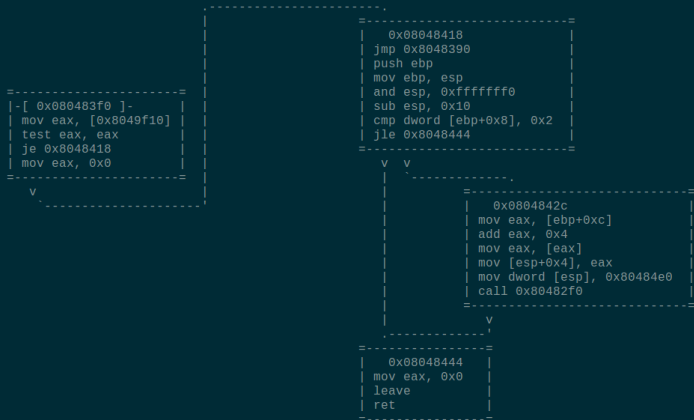 -[ 0x080483f0 ]-
mov eax, [0x8049f10]
test eax, eax
je 0x8048418
mov eax, 0x0
0x08048418
jmp 0x8048390
push ebp
mov ebp, esp
and esp, 0xfffffff0
sub esp, 0x10
cmp dword [ebp+0x8], 0x2
jle 0x8048444
0x0804842c
mov eax, [ebp+0xc]
add eax, 0x4
mov eax, [eax]
mov [esp+0x4], eax
mov dword [esp], 0x80484e0
call 0x80482f0
0x08048444
mov eax, 0x0
leave
ret